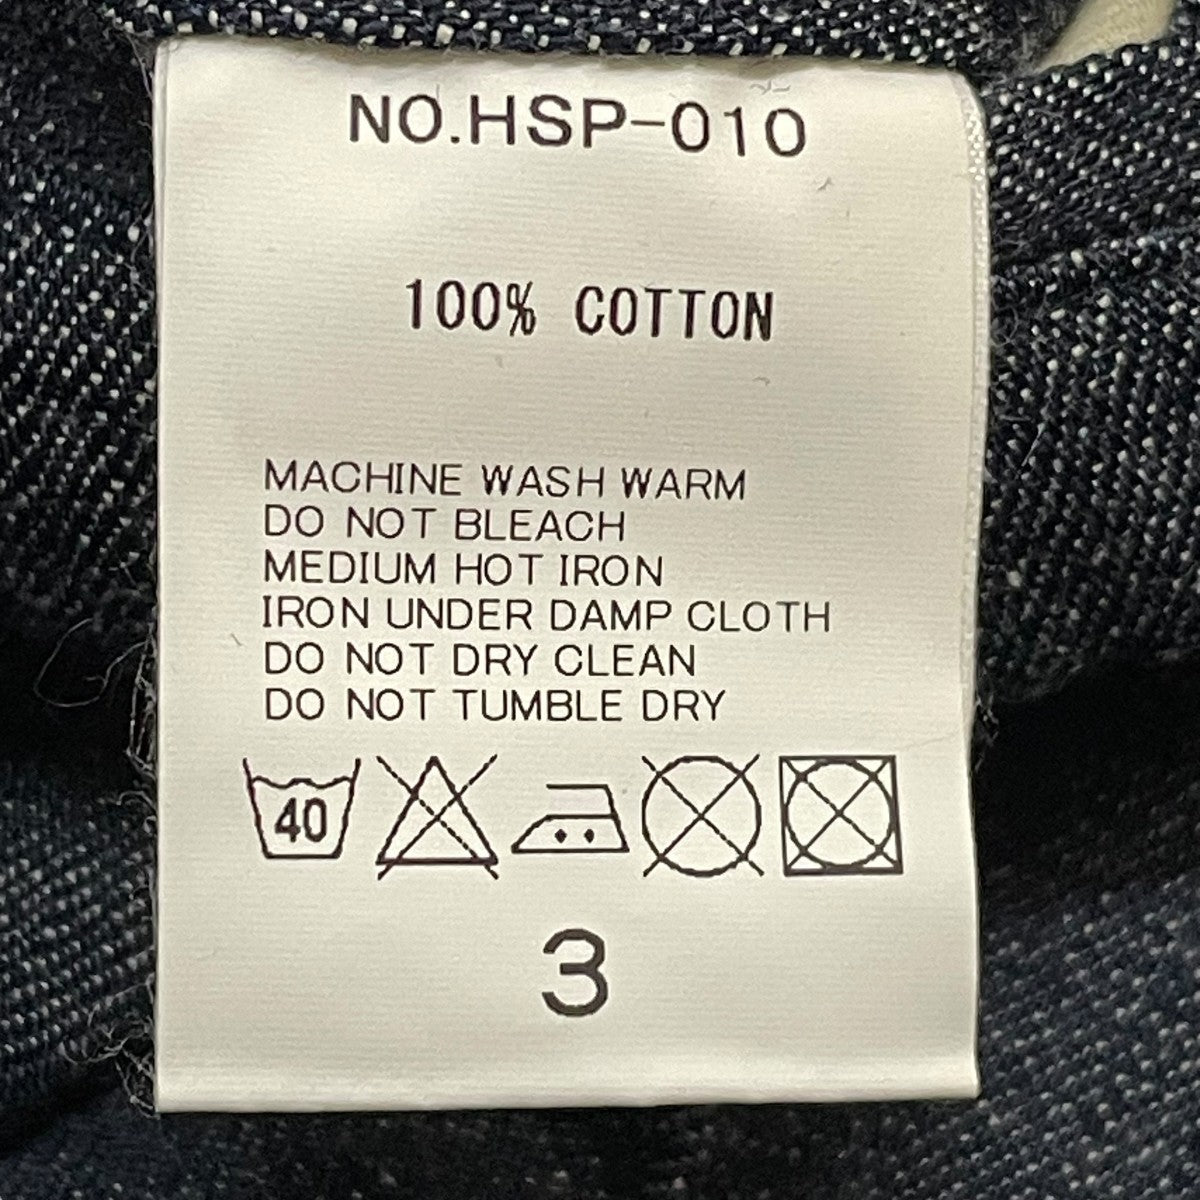 NO.HSP-010
100% COTTON
MACHINE WASH WARM
DO NOT BLEACH
MEDIUM HOT IRON
IRON UNDER DAMP CLOTH
DO NOT DRY CLEAN
DO NOT TUMBLE DRY
40
3